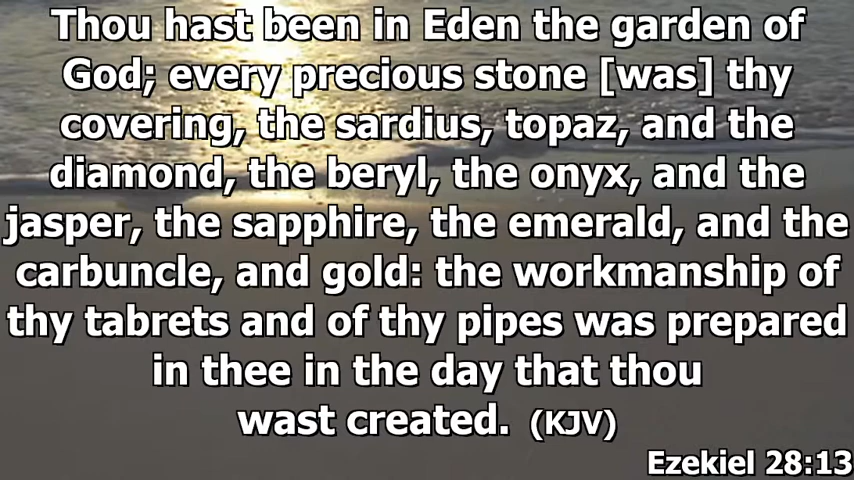 Thou hast been in Eden the garden of
God; every precious stone [was] thy
covering, the sardius, topaz, and the
diamond, the beryl, the onyx, and the
jasper, the sapphire, the emerald, and the
carbuncle, and gold: the workmanship of
thy tabrets and of thy pipes was prepared
in thee in the day that thou
wast created. (KJV)
Ezekiel 28:13